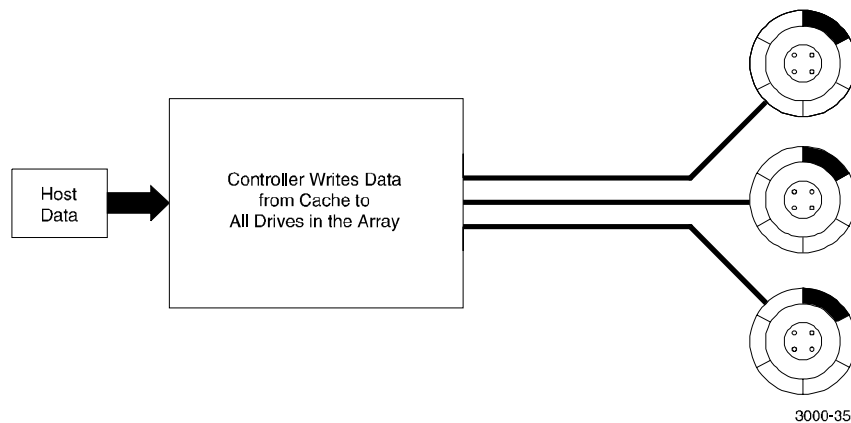 Host
Data
Controller Writes Data
from Cache to
All Drives in the Array
3000-35